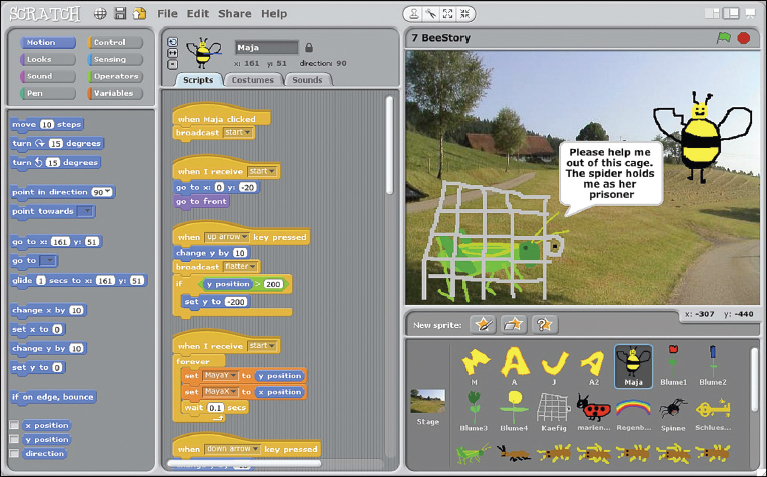 SCRATCH File Edit Share Help
Motion Control
Looks Sensing
Sound Operators
Pen Variables
move 10 steps
turn 15 degrees
turn 15 degrees
point in direction 90
point towards
go to x: 161 y: 51
go to
glide 1 secs to x: 161 y: 51
change x by 10
set x to 0
change y by 10
set y to 0
if on edge, bounce
x position
y position
direction
Maja
x: 161 y: 51 direction: 90
Scripts Costumes Sounds
when Maja clicked
broadcast start
when I receive start
go to x: 0 y: -20
go to front
when up arrow key pressed
change y by 10
broadcast flatter
if y position > 200
set y to -200
when I receive start
forever
set MayaY to y position
set MayaX to x position
wait 0.1 secs
when down arrow key pressed
7 BeeStory
Please help me
out of this cage.
The spider holds
me as her
prisoner
x: -307 y: -440
New sprite:
M A J A2 Maja Blume1 Blume2
Stage
Blume3 Blume4 Kaefig marien... Regenb... Spinne Schlues...